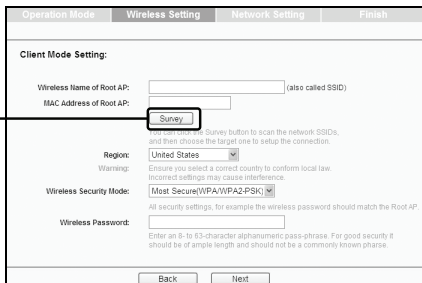 Operation Mode Wireless Setting Network Setting Finish
Client Mode Setting:
Wireless Name of Root AP: (also called SSID)
MAC Address of Root AP:
Survey
You can click the Survey button to scan the network SSIDs,
and then choose the target one to setup the connection.
Region: United States
Warning: Ensure you select a correct country to conform local law.
Incorrect settings may cause interference.
Wireless Security Mode: Most Secure(WPA/WPA2-PSK)
All security settings, for example the wireless password should match the Root AP.
Wireless Password:
Enter an 8- to 63-character alphanumeric pass-phrase. For good security it
should be of ample length and should not be a commonly known pharse.
Back Next